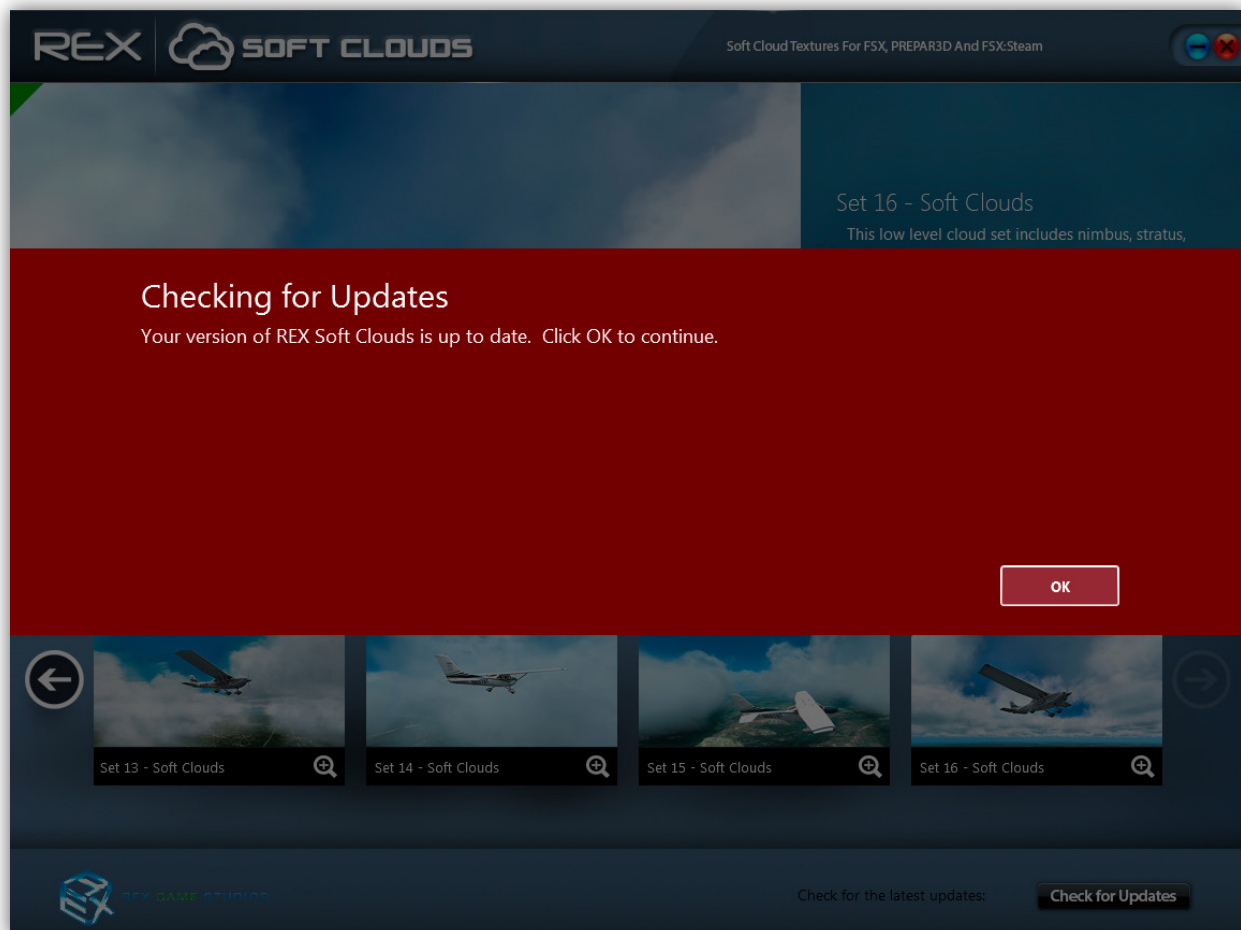 REX SOFT CLOUDS
Soft Cloud Textures For FSX, PREPAR3D And FSX:Steam
Set 16 - Soft Clouds
This low level cloud set includes nimbus, stratus,
Checking for Updates
Your version of REX Soft Clouds is up to date. Click OK to continue.
OK
Set 13 - Soft Clouds
Set 14 - Soft Clouds
Set 15 - Soft Clouds
Set 16 - Soft Clouds
REX GAME STUDIOS
Check for the latest updates:
Check for Updates